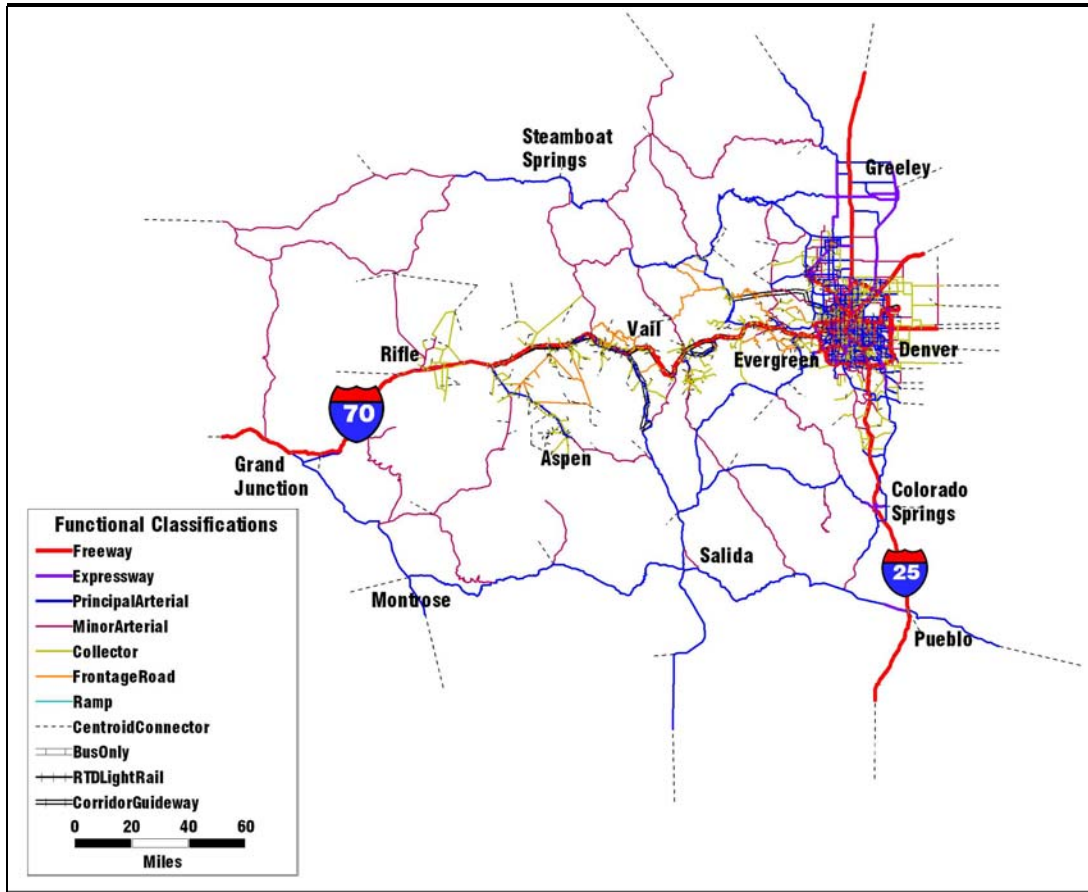 Steamboat
Springs
Greeley
Vail
Rifle
Evergreen
Denver
70
Aspen
Grand
Junction
Colorado
Springs
Salida
25
Montrose
Pueblo
Functional Classifications
Freeway
Expressway
PrincipalArterial
MinorArterial
Collector
FrontageRoad
Ramp
CentroidConnector
BusOnly
RTDLightRail
CorridorGuideway
0 20 40 60
Miles